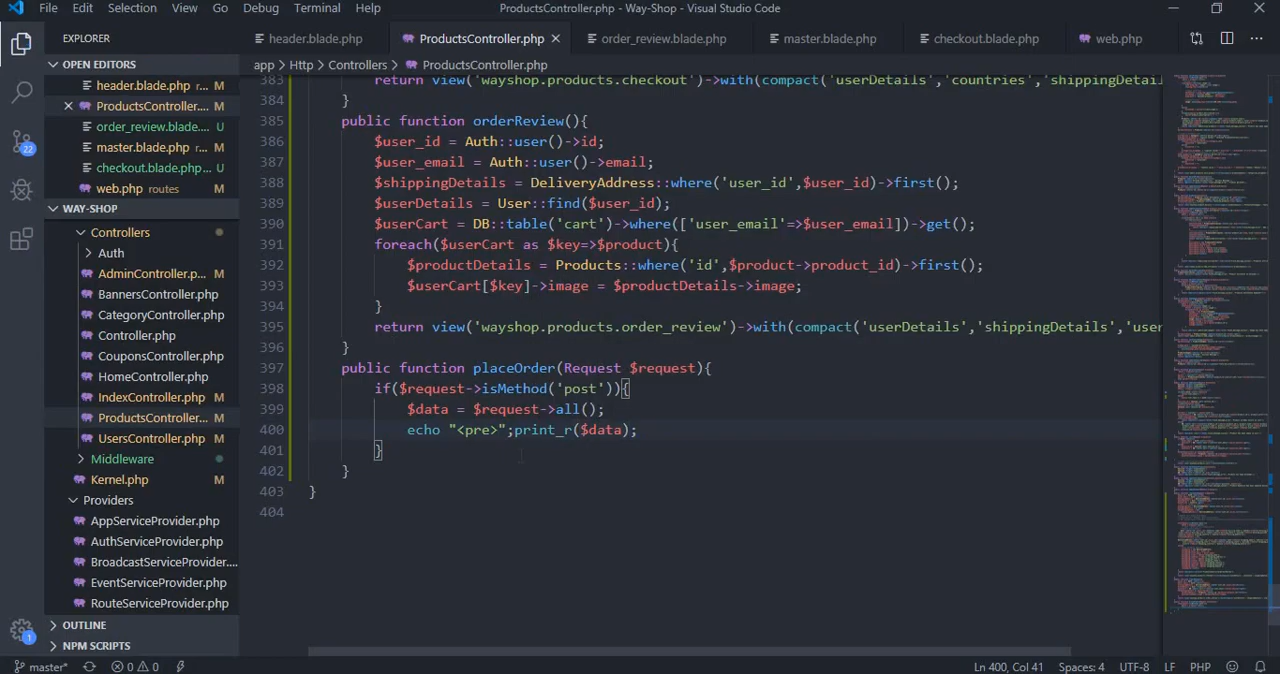 File Edit Selection View Go Debug Terminal Help ProductsController.php - Way-Shop - Visual Studio Code
EXPLORER
header.blade.php ProductsController.php order_review.blade.php master.blade.php checkout.blade.php web.php
OPEN EDITORS
header.blade.php r... M
ProductsController.... M
order_review.blade.... U
master.blade.php ... M
checkout.blade.php... U
web.php routes M
WAY-SHOP
Controllers
Auth
AdminController.p... M
BannersController.php
CategoryController.php
Controller.php
CouponsController.php
HomeController.php
IndexController.php M
ProductsController.... M
UsersController.php M
Middleware
Kernel.php M
Providers
AppServiceProvider.php
AuthServiceProvider.php
BroadcastServiceProvider....
EventServiceProvider.php
RouteServiceProvider.php
OUTLINE
NPM SCRIPTS
app > Http > Controllers > ProductsController.php
383 return view('wayshop.products.checkout')->with(compact('userDetails','countries','shippingDetail
384 }
385 public function orderReview(){
386 $user_id = Auth::user()->id;
387 $user_email = Auth::user()->email;
388 $shippingDetails = DeliveryAddress::where('user_id',$user_id)->first();
389 $userDetails = User::find($user_id);
390 $userCart = DB::table('cart')->where(['user_email'=>$user_email])->get();
391 foreach($userCart as $key=>$product){
392 $productDetails = Products::where('id',$product->product_id)->first();
393 $userCart[$key]->image = $productDetails->image;
394 }
395 return view('wayshop.products.order_review')->with(compact('userDetails','shippingDetails','user
396 }
397 public function placeOrder(Request $request){
398 if($request->isMethod('post')){
399 $data = $request->all();
400 echo "<pre>";print_r($data);
401 }
402 }
403 }
404
22
1
master* 0 0 Ln 400, Col 41 Spaces: 4 UTF-8 LF PHP